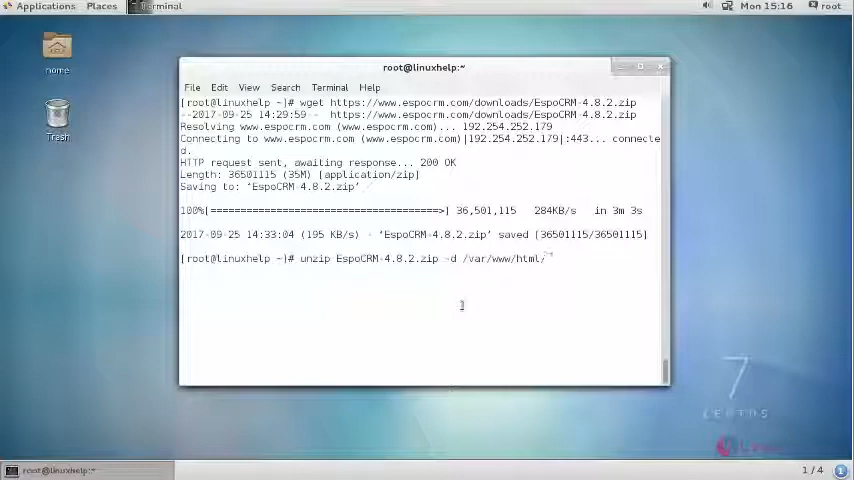 Applications Places Terminal Mon 15:16 root
home
Trash
root@linuxhelp:~
File Edit View Search Terminal Help
[root@linuxhelp ~]# wget https://www.espocrm.com/downloads/EspoCRM-4.8.2.zip
--2017-09-25 14:29:59-- https://www.espocrm.com/downloads/EspoCRM-4.8.2.zip
Resolving www.espocrm.com (www.espocrm.com)... 192.254.252.179
Connecting to www.espocrm.com (www.espocrm.com)|192.254.252.179|:443... connecte
d.
HTTP request sent, awaiting response... 200 OK
Length: 36501115 (35M) [application/zip]
Saving to: ‘EspoCRM-4.8.2.zip’
100%[======================================>] 36,501,115 284KB/s in 3m 3s
2017-09-25 14:33:04 (195 KB/s) - ‘EspoCRM-4.8.2.zip’ saved [36501115/36501115]
[root@linuxhelp ~]# unzip EspoCRM-4.8.2.zip -d /var/www/html/
7
CENTOS
root@linuxhelp:~
1 / 4
1